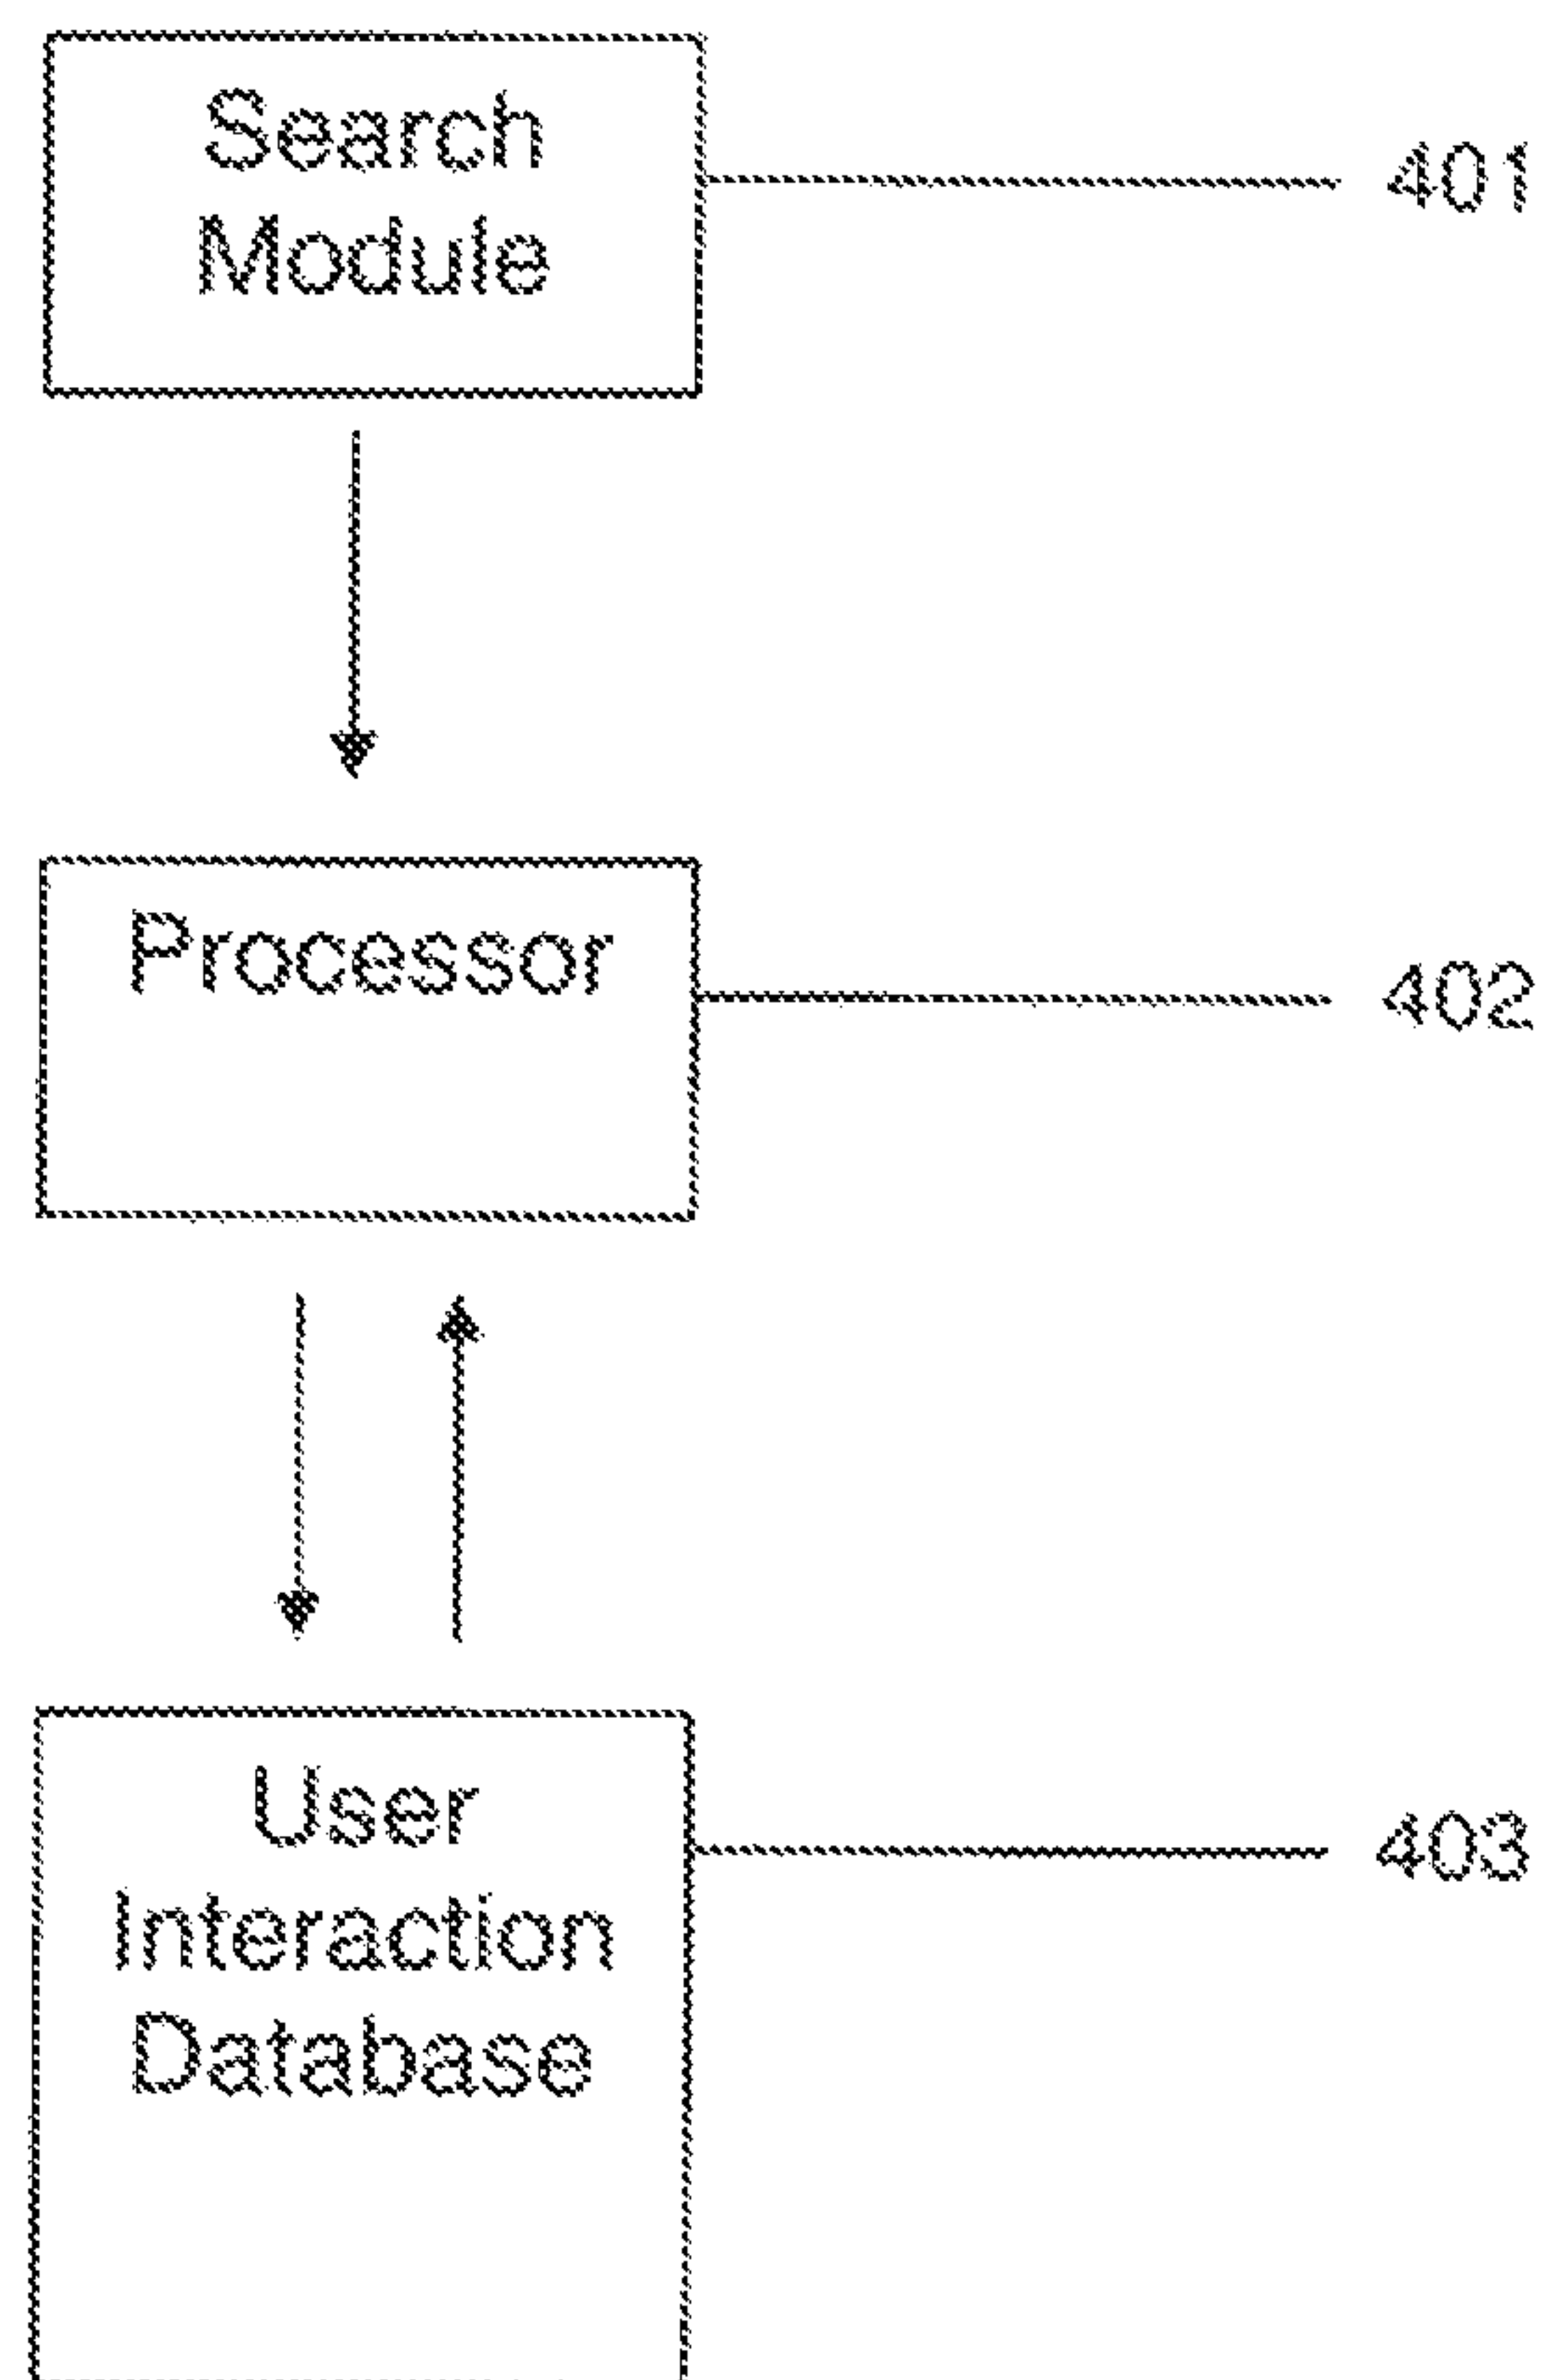 Search
Module
401
Processor
402
User
Interaction
Database
403